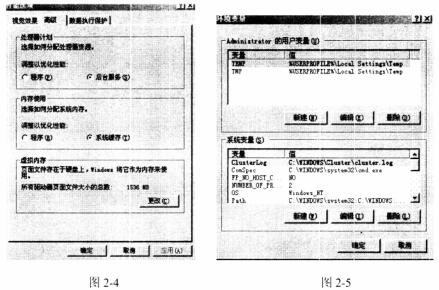 性能选项
视觉效果 高级 数据执行保护
处理器计划
选择如何分配处理器资源。
调整以优化性能:
程序(P) 后台服务(S)
内存使用
选择如何分配系统内存。
调整以优化性能:
程序(R) 系统缓存(T)
虚拟内存
页面文件存在于硬盘上，Windows 将它作为内存来使用。
所有驱动器页面文件大小的总数: 1536 MB
更改(C)
确定 取消 应用(A)
图 2-4
环境变量
Administrator 的用户变量(U)
变量 值
TEMP %USERPROFILE%\Local Settings\Temp
TMP %USERPROFILE%\Local Settings\Temp
新建(N) 编辑(E) 删除(D)
系统变量(S)
变量 值
ClusterLog C:\WINDOWS\Cluster\cluster.log
ComSpec C:\WINDOWS\system32\cmd.exe
FP_NO_HOST_C NO
NUMBER_OF_PR 2
OS Windows_NT
Path C:\WINDOWS\system32;C:\WINDOWS
新建(W) 编辑(I) 删除(L)
确定 取消
图 2-5